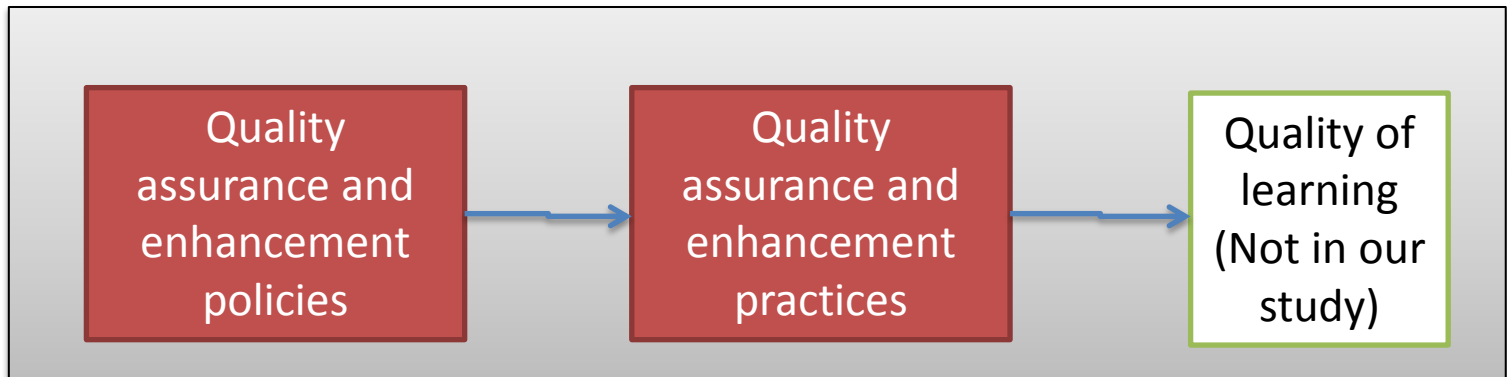 Quality
assurance and
enhancement
policies
Quality
assurance and
enhancement
practices
Quality of
learning
(Not in our
study)